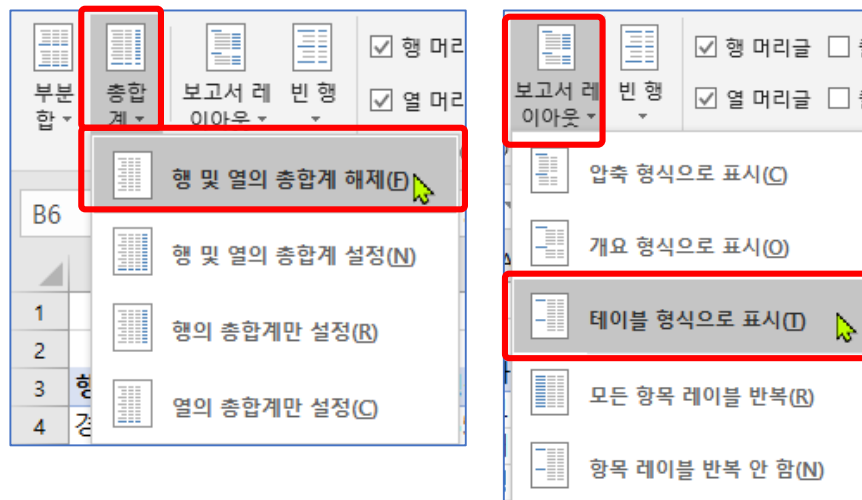 부분
합
총합
계
보고서 레
이아웃
빈 행
행 머리
열 머리
행 및 열의 총합계 해제(F)
행 및 열의 총합계 설정(N)
행의 총합계만 설정(R)
열의 총합계만 설정(C)
B6
1
2
3
4
경
보고서 레
이아웃
빈 행
행 머리글
열 머리글
압축 형식으로 표시(C)
개요 형식으로 표시(O)
테이블 형식으로 표시(T)
모든 항목 레이블 반복(R)
항목 레이블 반복 안 함(N)